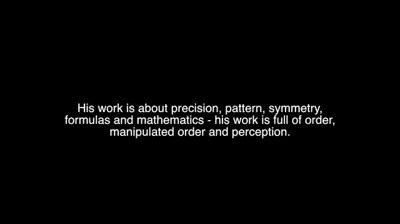 His work is about precision, pattern, symmetry,
formulas and mathematics - his work is full of order,
manipulated order and perception.